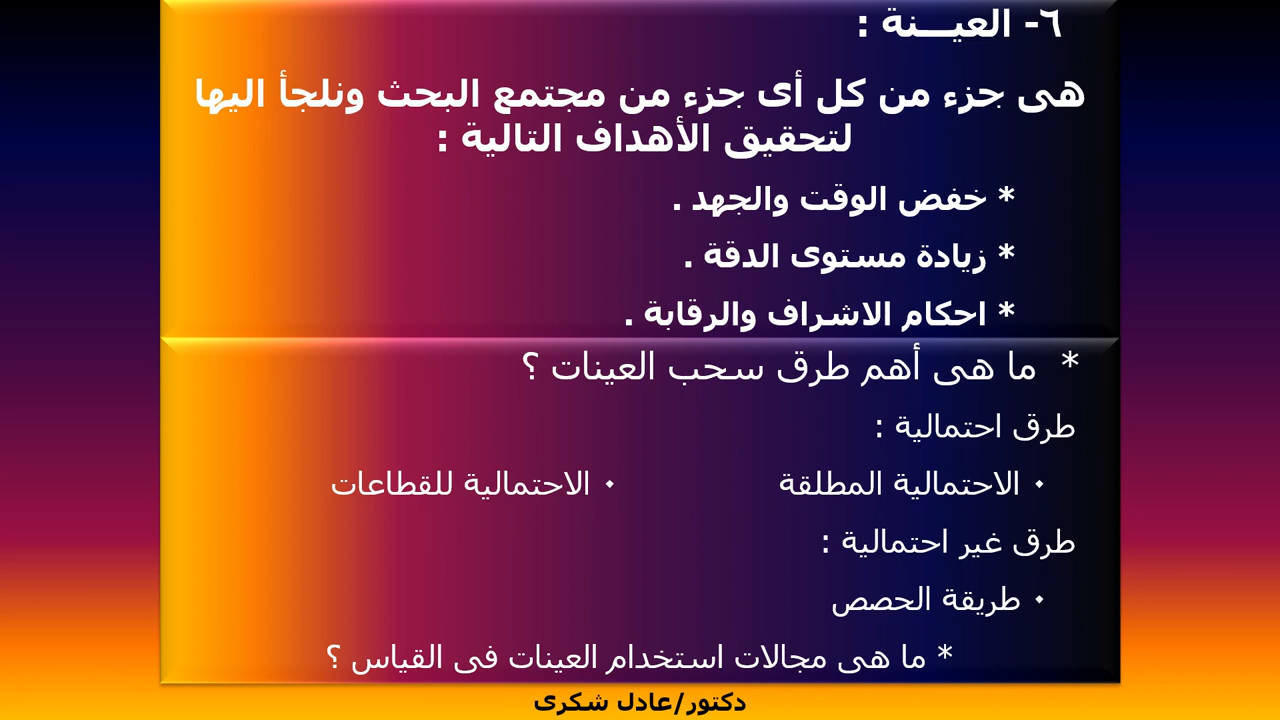 ٦- العيـــنة :
هى جزء من كل أى جزء من مجتمع البحث ونلجأ اليها
لتحقيق الأهداف التالية :
* خفض الوقت والجهد .
* زيادة مستوى الدقة .
* احكام الاشراف والرقابة .
* ما هى أهم طرق سحب العينات ؟
طرق احتمالية :
• الاحتمالية المطلقة • الاحتمالية للقطاعات
طرق غير احتمالية :
• طريقة الحصص
* ما هى مجالات استخدام العينات فى القياس ؟
دكتور/عادل شكرى